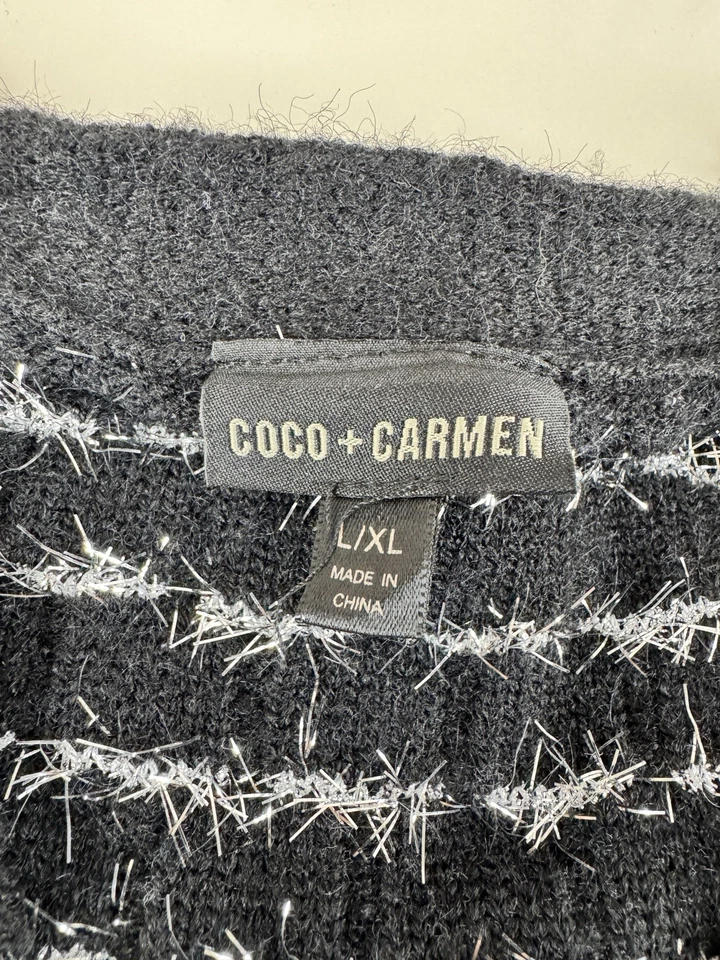 COCO + CARMEN
L/XL
MADE IN
CHINA